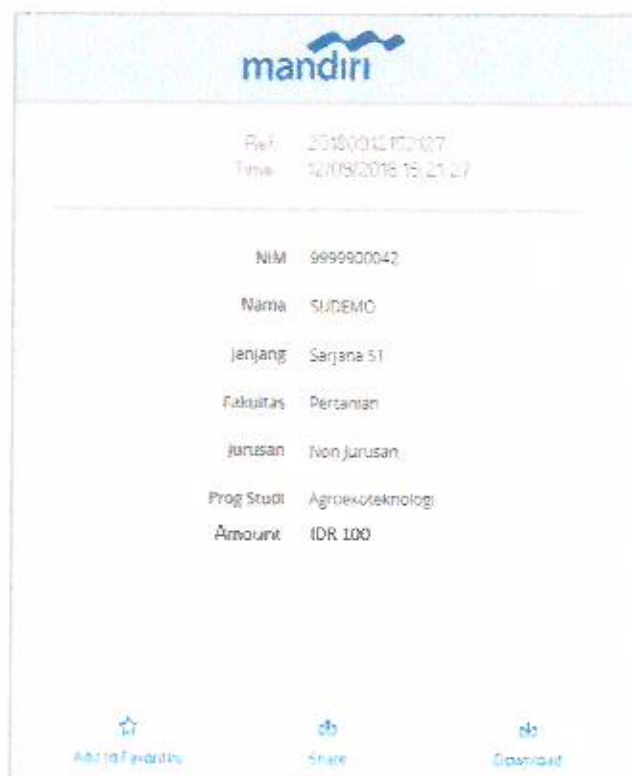 mandiri
Ref.
Time 12/09/2018 15:21:27
NIM 9999900042
Nama SUDEMO
Jenjang Sarjana S1
Fakultas Pertanian
Jurusan Non Jurusan
Prog Studi Agroekoteknologi
Amount IDR 100
Add to Favorites Share Download